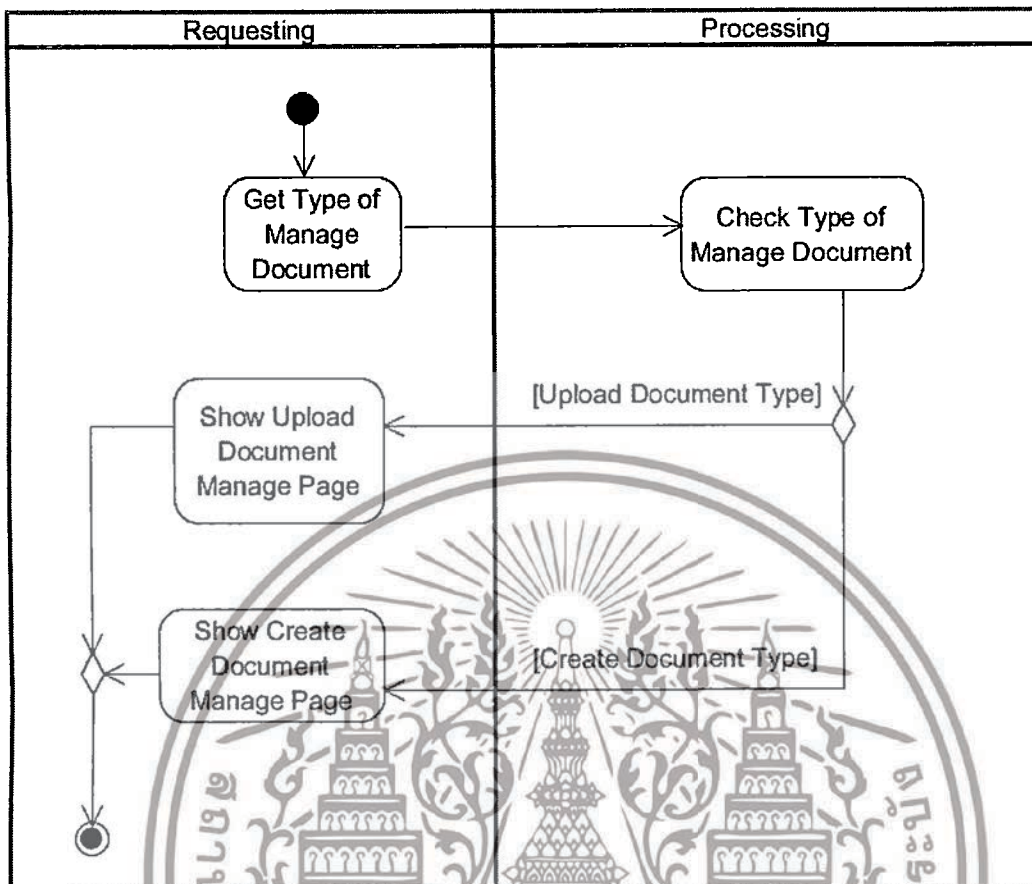 Requesting
Processing
Get Type of
Manage
Document
Check Type of
Manage Document
[Upload Document Type]
Show Upload
Document
Manage Page
Show Create
Document
Manage Page
[Create Document Type]